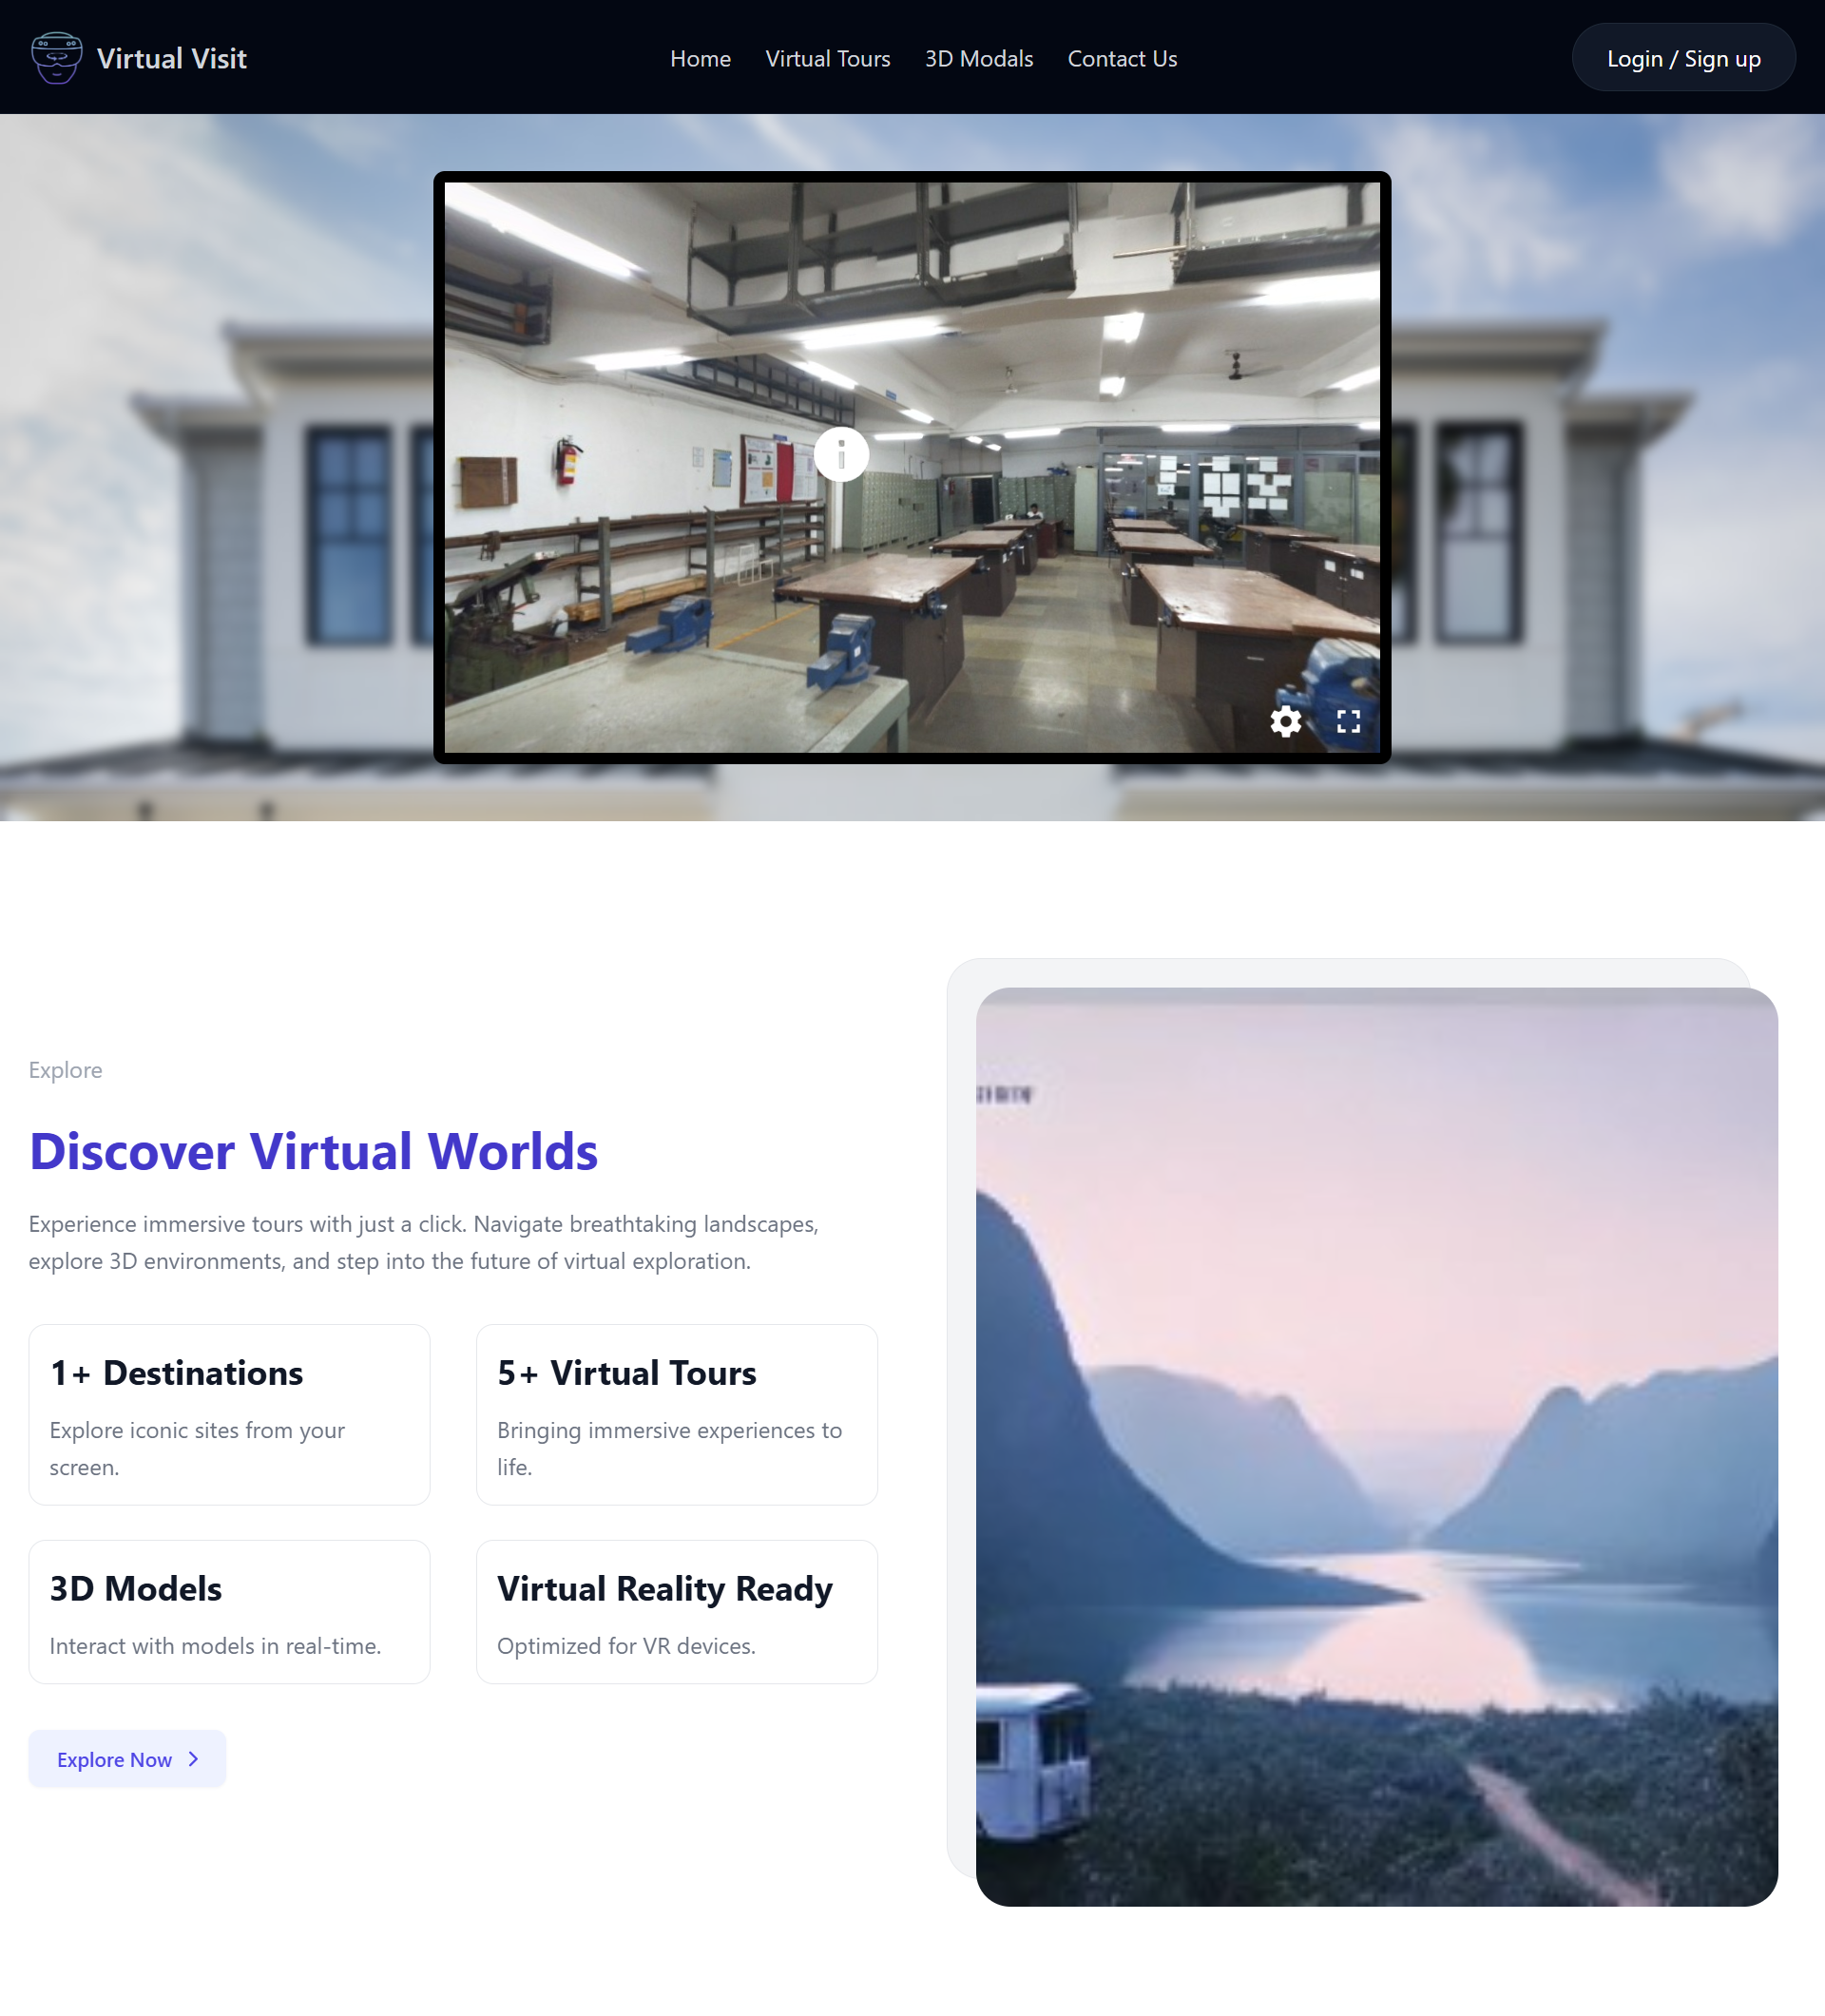 Virtual Visit
Home
Virtual Tours
3D Modals
Contact Us
Login / Sign up
Explore
Discover Virtual Worlds
Experience immersive tours with just a click. Navigate breathtaking landscapes,
explore 3D environments, and step into the future of virtual exploration.
1+ Destinations
Explore iconic sites from your
screen.
5+ Virtual Tours
Bringing immersive experiences to
life.
3D Models
Interact with models in real-time.
Virtual Reality Ready
Optimized for VR devices.
Explore Now